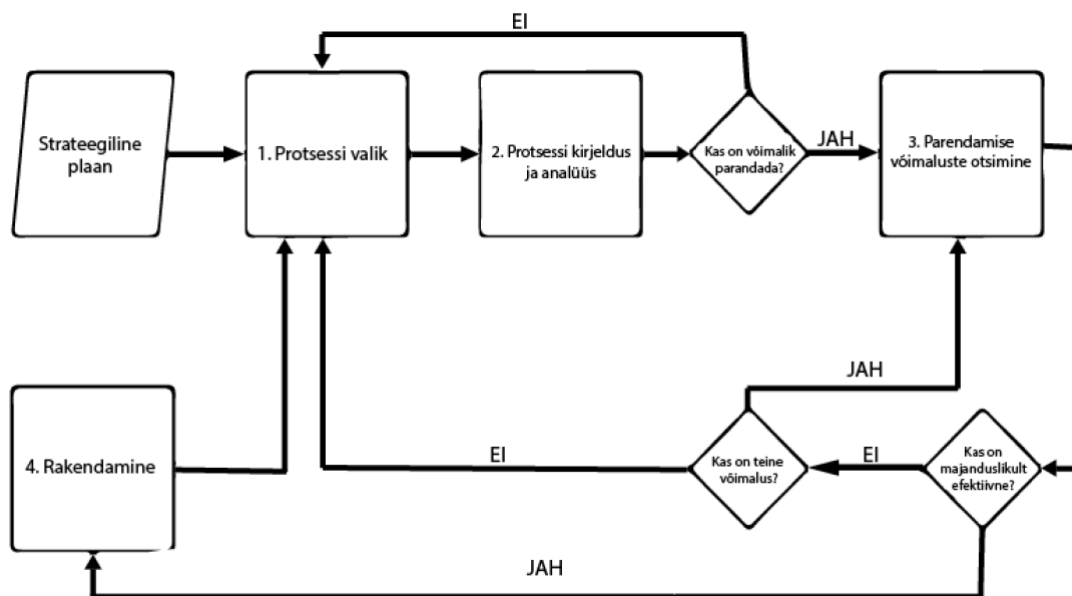 EI
Strateegiline
plaan
1. Protsessi valik
2. Protsessi kirjeldus
ja analüüs
Kas on võimalik
parandada?
JAH
3. Parendamise
võimaluste otsimine
JAH
4. Rakendamine
EI
Kas on teine
võimalus?
EI
Kas on
majanduslikult
efektiivne?
JAH